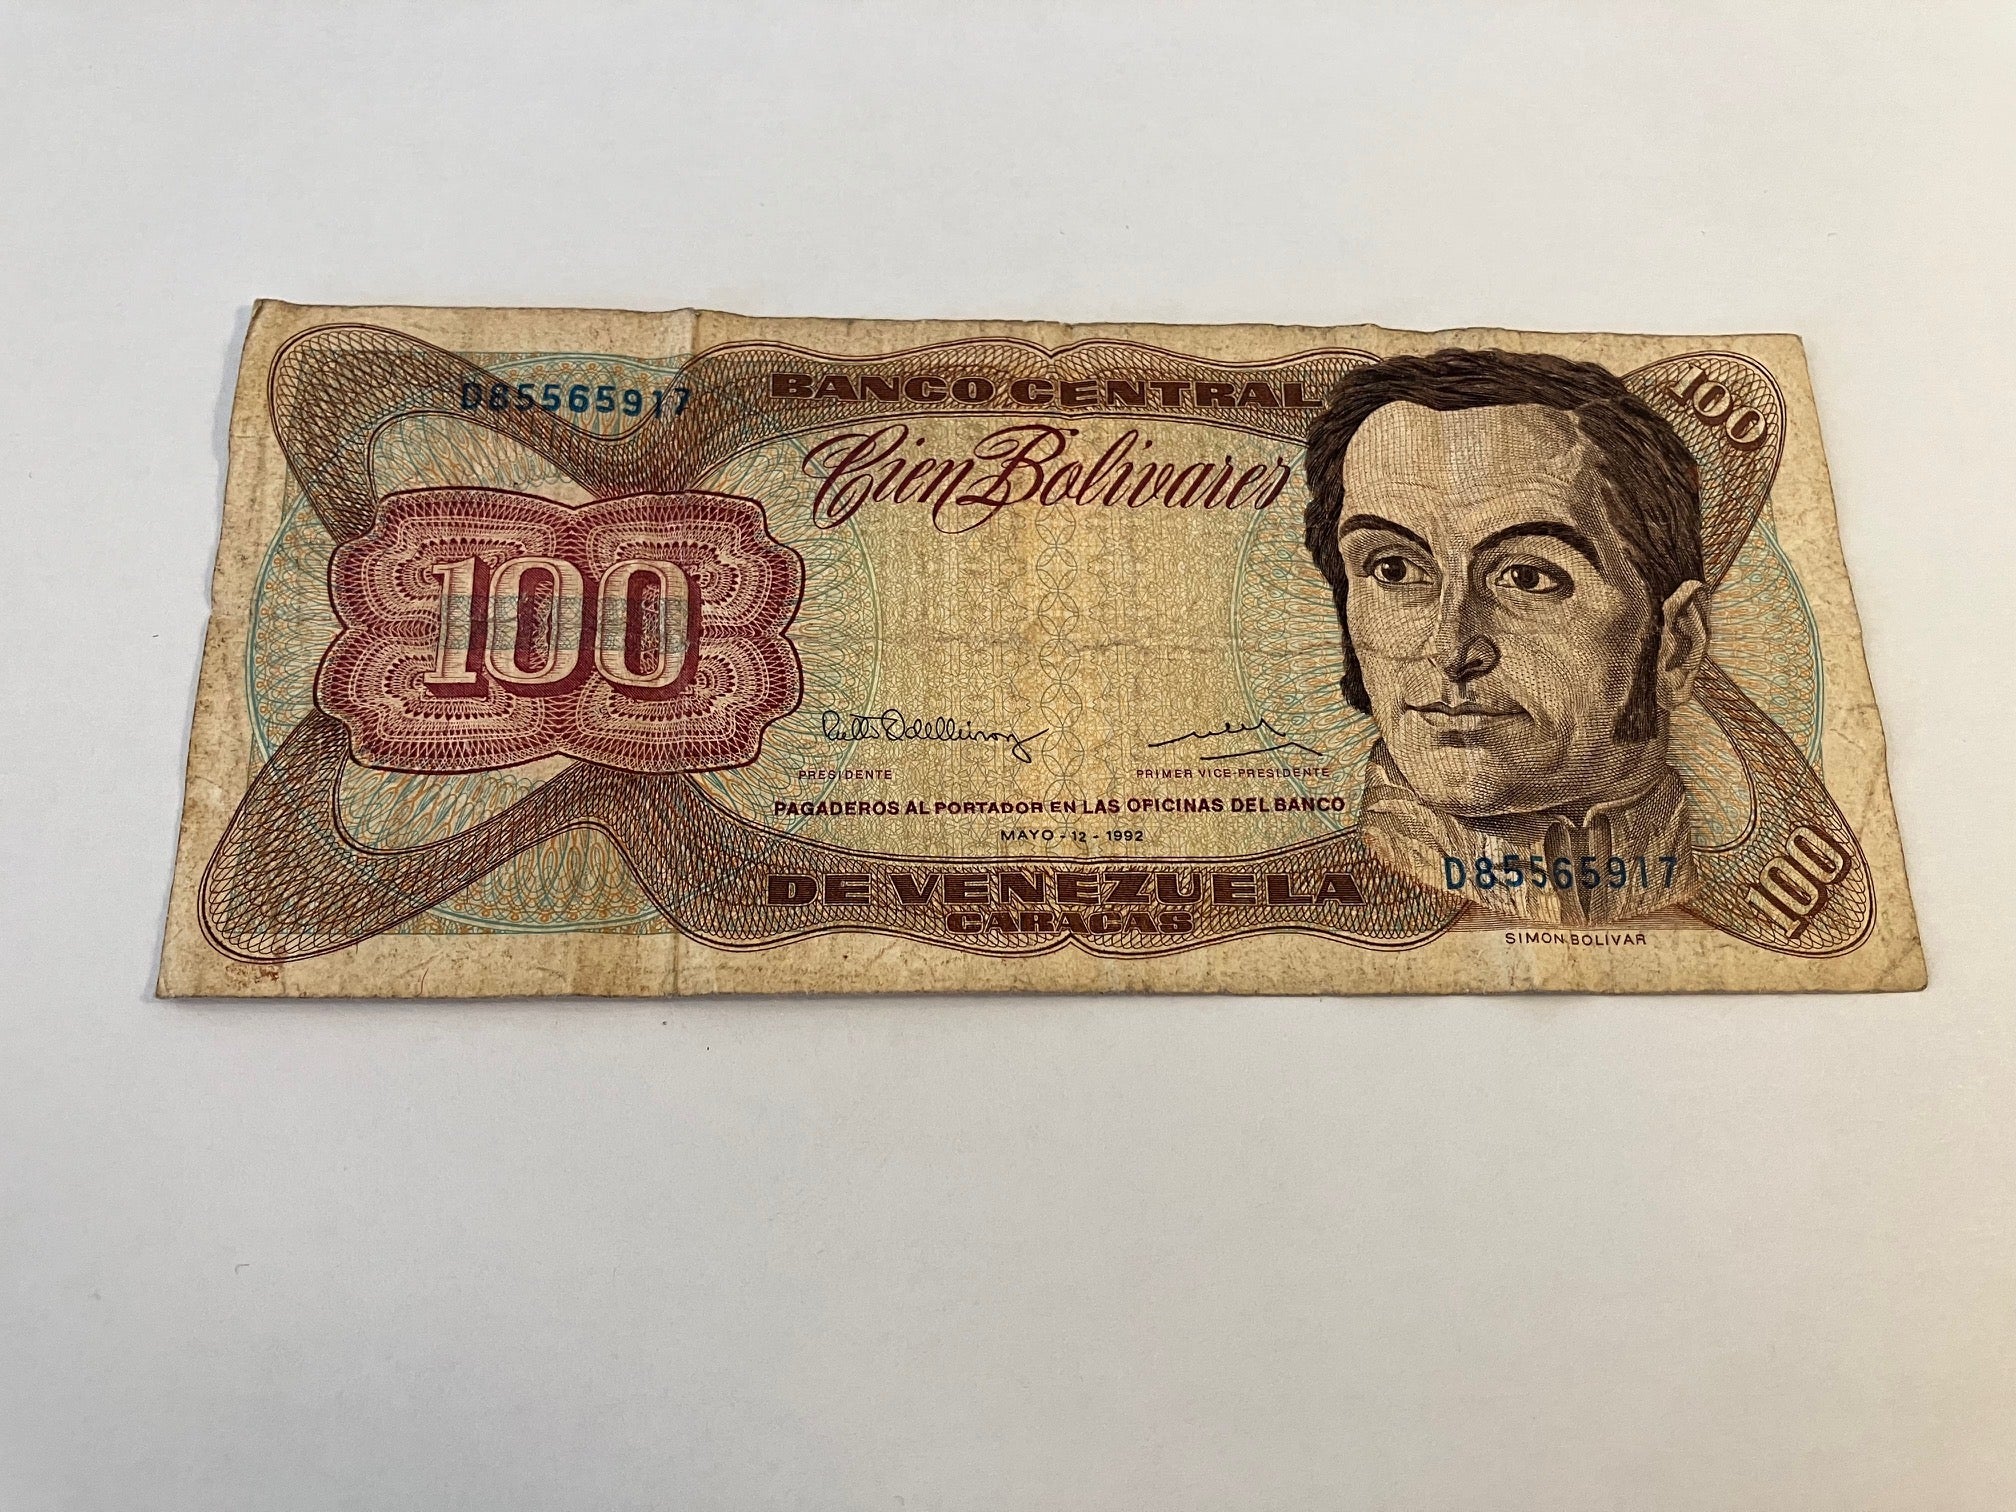 D85565917
BANCO CENTRAL
Cien Bolívares
100
100
100
PRESIDENTE
PRIMER VICE-PRESIDENTE
PAGADEROS AL PORTADOR EN LAS OFICINAS DEL BANCO
MAYO - 12 - 1992
D85565917
DE VENEZUELA
CARACAS
SIMON BOLIVAR